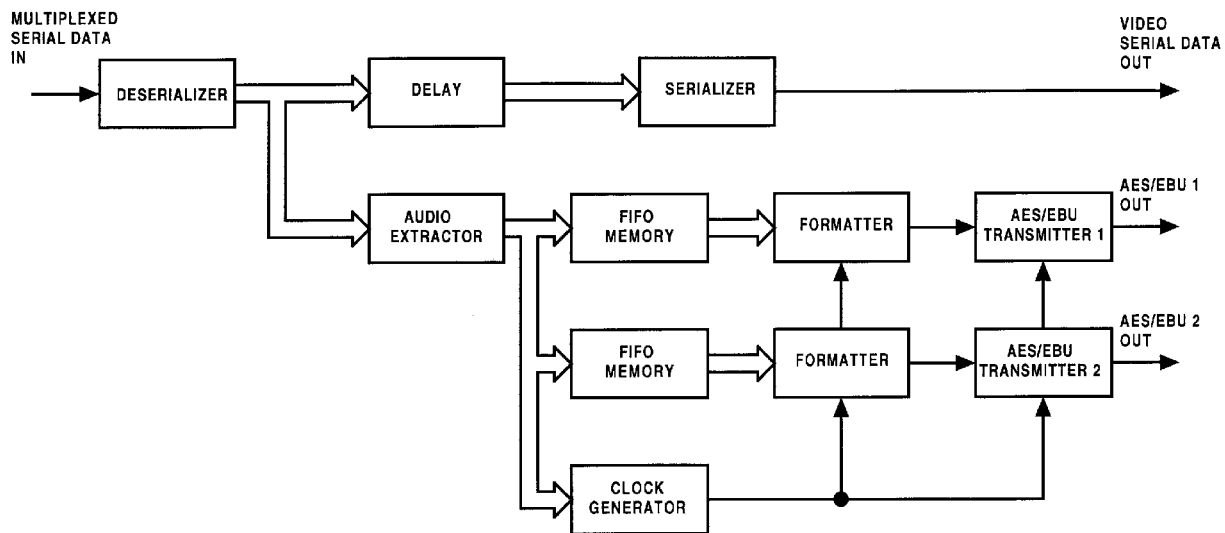 MULTIPLEXED
SERIAL DATA
IN
VIDEO
SERIAL DATA
OUT
DESERIALIZER
DELAY
SERIALIZER
AUDIO
EXTRACTOR
FIFO
MEMORY
FORMATTER
AES/EBU
TRANSMITTER 1
AES/EBU 1
OUT
FIFO
MEMORY
FORMATTER
AES/EBU
TRANSMITTER 2
AES/EBU 2
OUT
CLOCK
GENERATOR